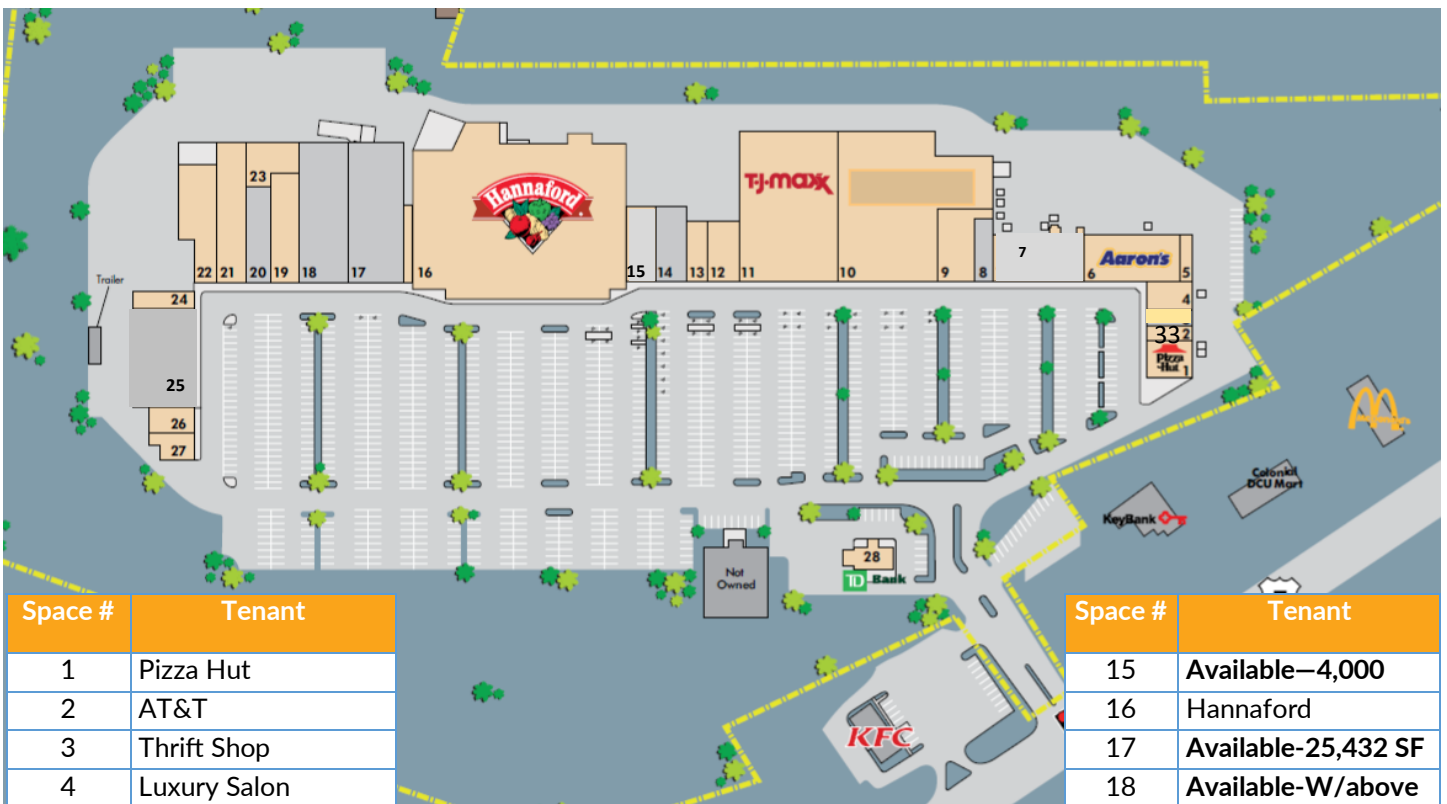 Hannaford
T·J·maxx
23
22
21
20
19
18
17
16
15
14
13
12
11
10
9
8
7
6
Aaron's
5
Trailer
24
25
26
27
4
33
2
Pizza
Hut
1
Colonial
DCU Mart
KeyBank
28
TD Bank
Not
Owned
KFC
Space # Tenant
1 Pizza Hut
2 AT&T
3 Thrift Shop
4 Luxury Salon
Space # Tenant
15 Available—4,000
16 Hannaford
17 Available-25,432 SF
18 Available-W/above